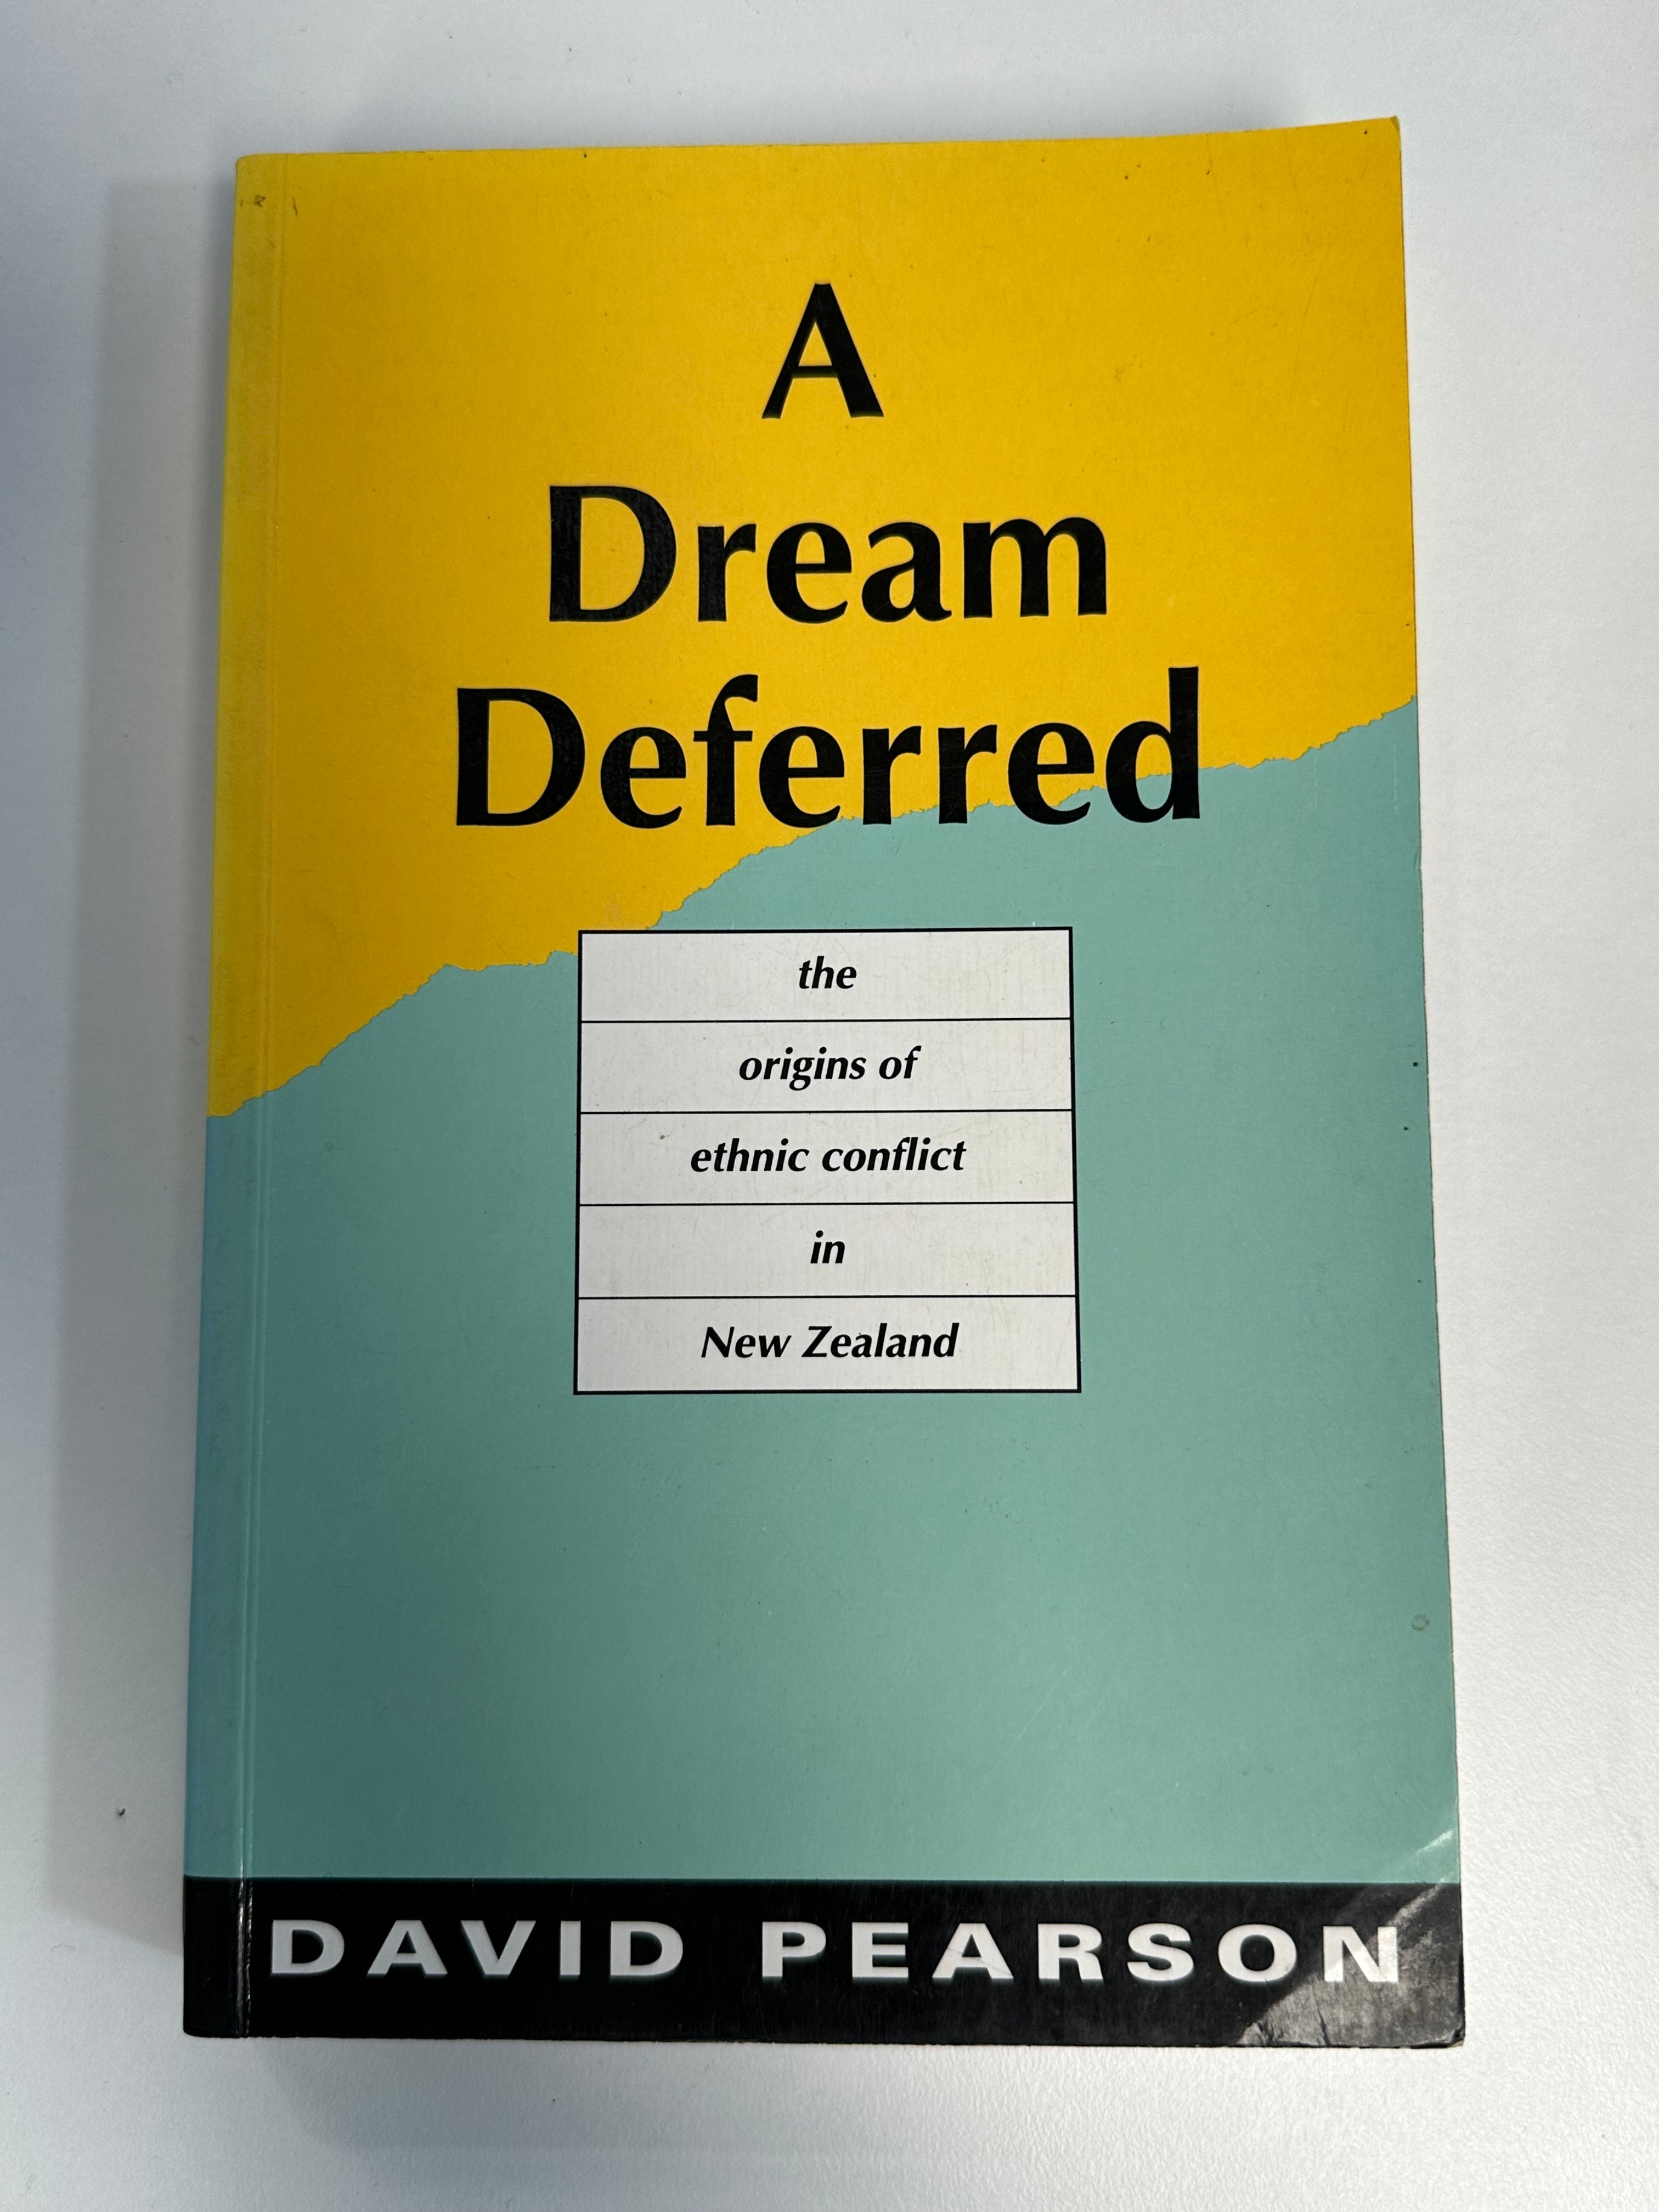 A
Dream
Deferred
the
origins of
ethnic conflict
in
New Zealand
DAVID PEARSON